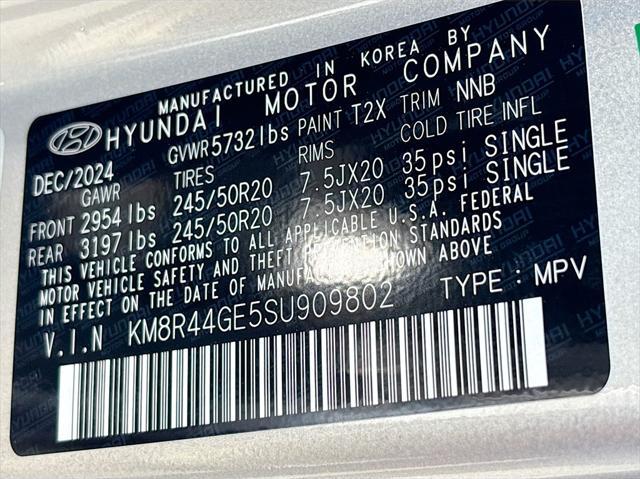 MANUFACTURED IN KOREA BY
HYUNDAI MOTOR COMPANY
DEC/2024 GVWR 5732 lbs PAINT T2X TRIM NNB
GAWR TIRES RIMS COLD TIRE INFL
FRONT 2954 lbs 245/50R20 7.5JX20 35 psi SINGLE
REAR 3197 lbs 245/50R20 7.5JX20 35 psi SINGLE
THIS VEHICLE CONFORMS TO ALL APPLICABLE U.S.A. FEDERAL
MOTOR VEHICLE SAFETY AND THEFT PREVENTION STANDARDS
IN EFFECT ON THE DATE OF MANUFACTURE SHOWN ABOVE
V.I.N KM8R44GE5SU909802 TYPE : MPV